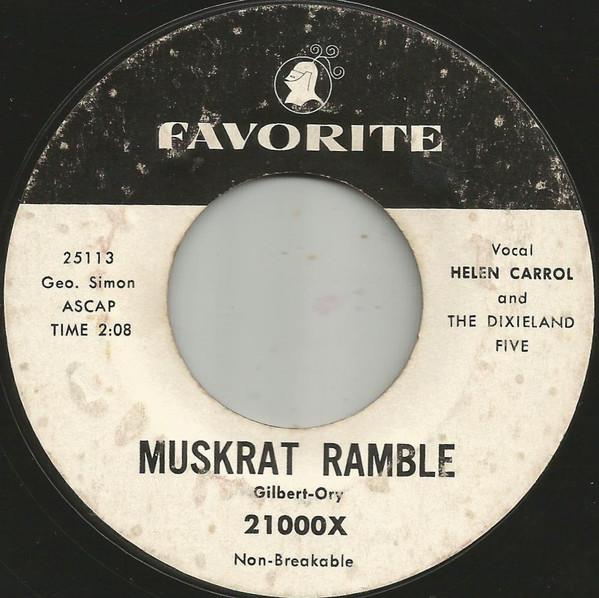 FAVORITE
25113
Geo. Simon
ASCAP
TIME 2:08
Vocal
HELEN CARROL
and
THE DIXIELAND
FIVE
MUSKRAT RAMBLE
Gilbert-Ory
21000X
Non-Breakable